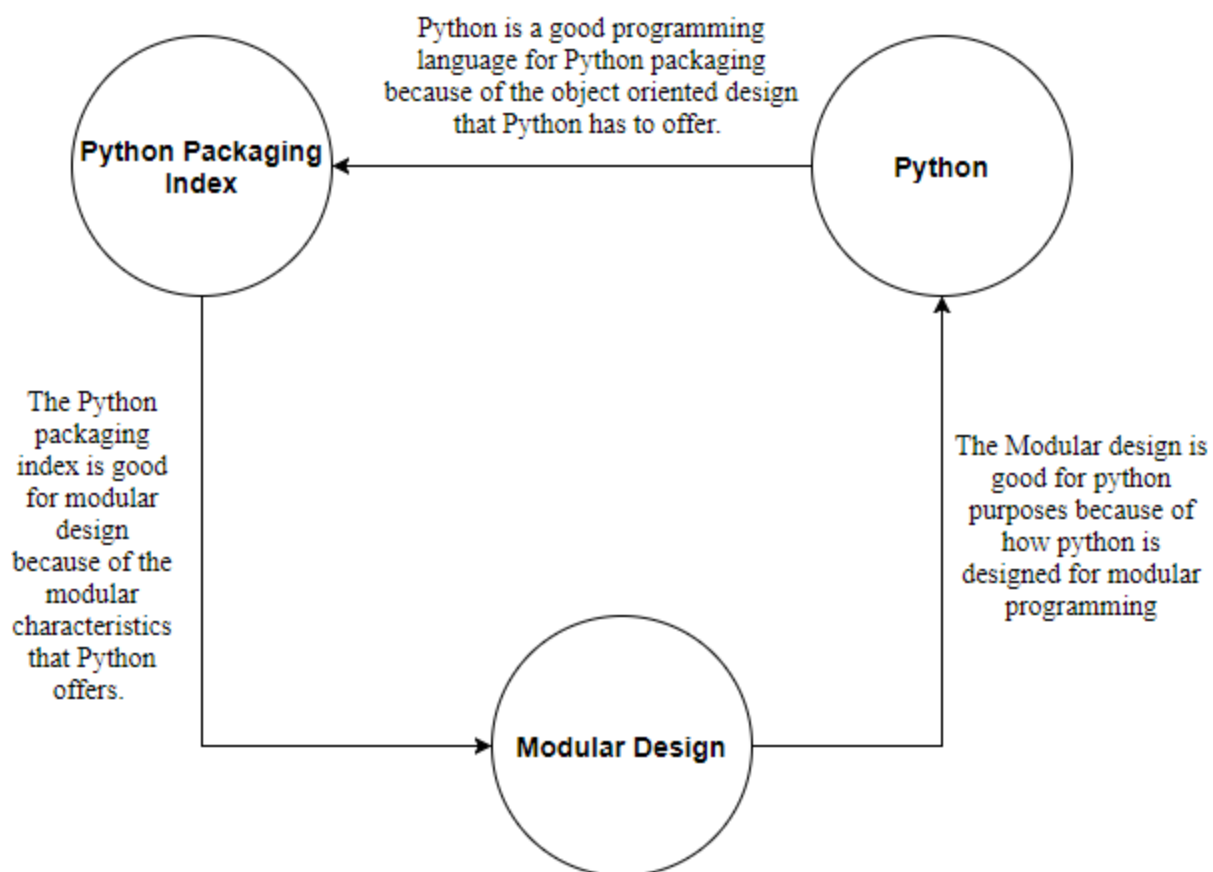 Python is a good programming
language for Python packaging
because of the object oriented design
that Python has to offer.
Python Packaging
Index
Python
The Python
packaging
index is good
for modular
design
because of the
modular
characteristics
that Python
offers.
The Modular design is
good for python
purposes because of
how python is
designed for modular
programming
Modular Design